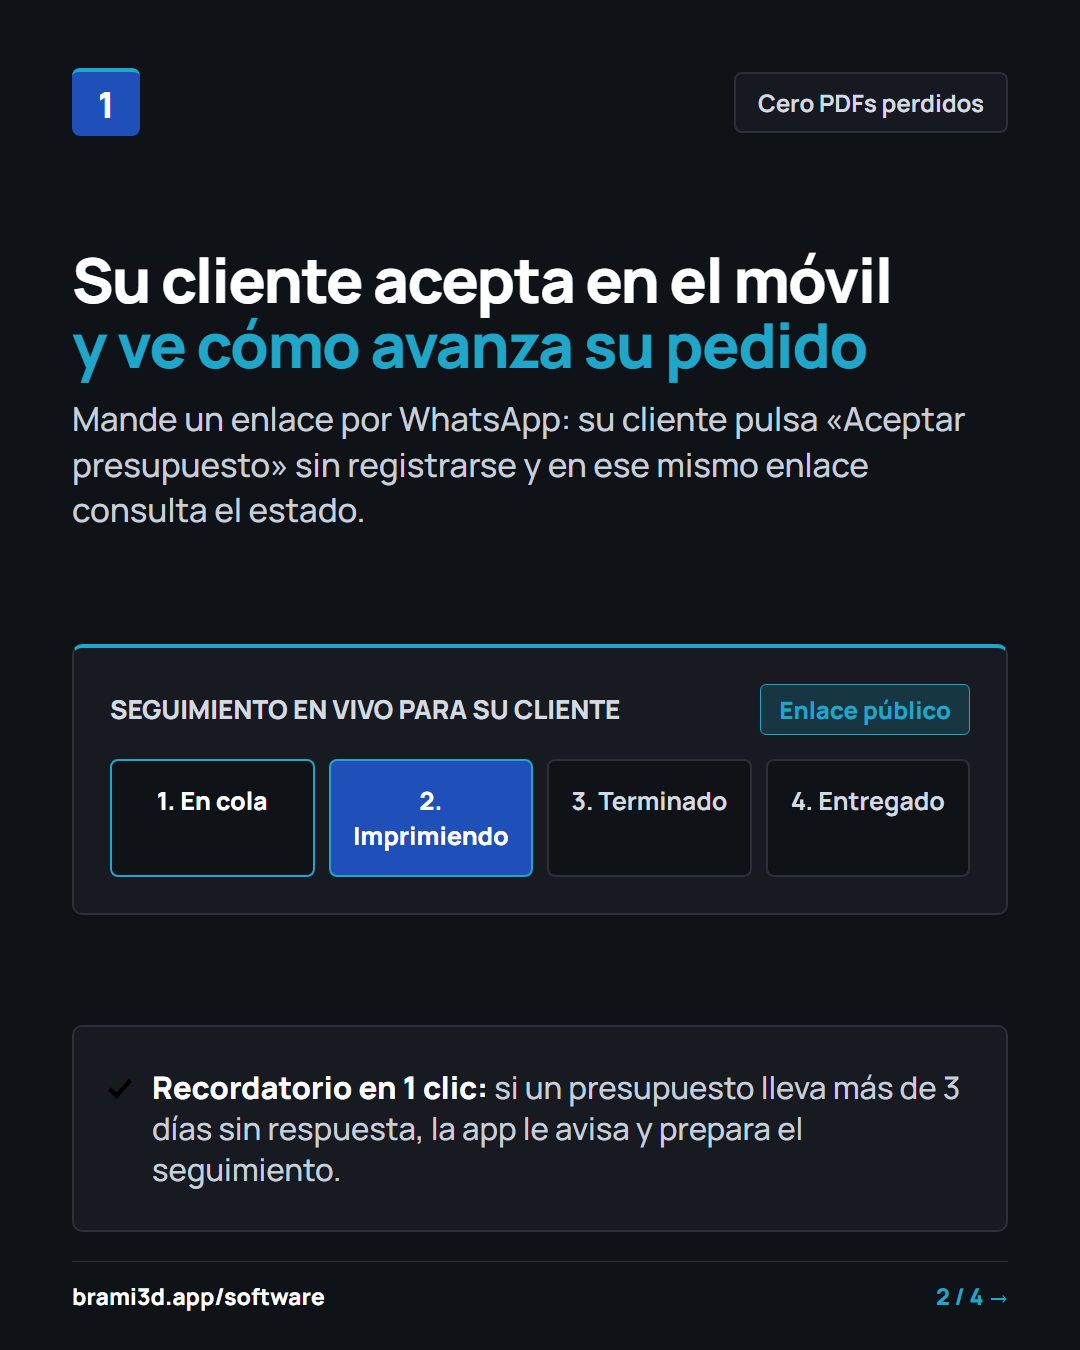 1
Cero PDFs perdidos
Su cliente acepta en el móvil
y ve cómo avanza su pedido
Mande un enlace por WhatsApp: su cliente pulsa «Aceptar
presupuesto» sin registrarse y en ese mismo enlace
consulta el estado.
SEGUIMIENTO EN VIVO PARA SU CLIENTE
Enlace público
1. En cola
2.
Imprimiendo
3. Terminado
4. Entregado
Recordatorio en 1 clic: si un presupuesto lleva más de 3
días sin respuesta, la app le avisa y prepara el
seguimiento.
brami3d.app/software
2 / 4 →